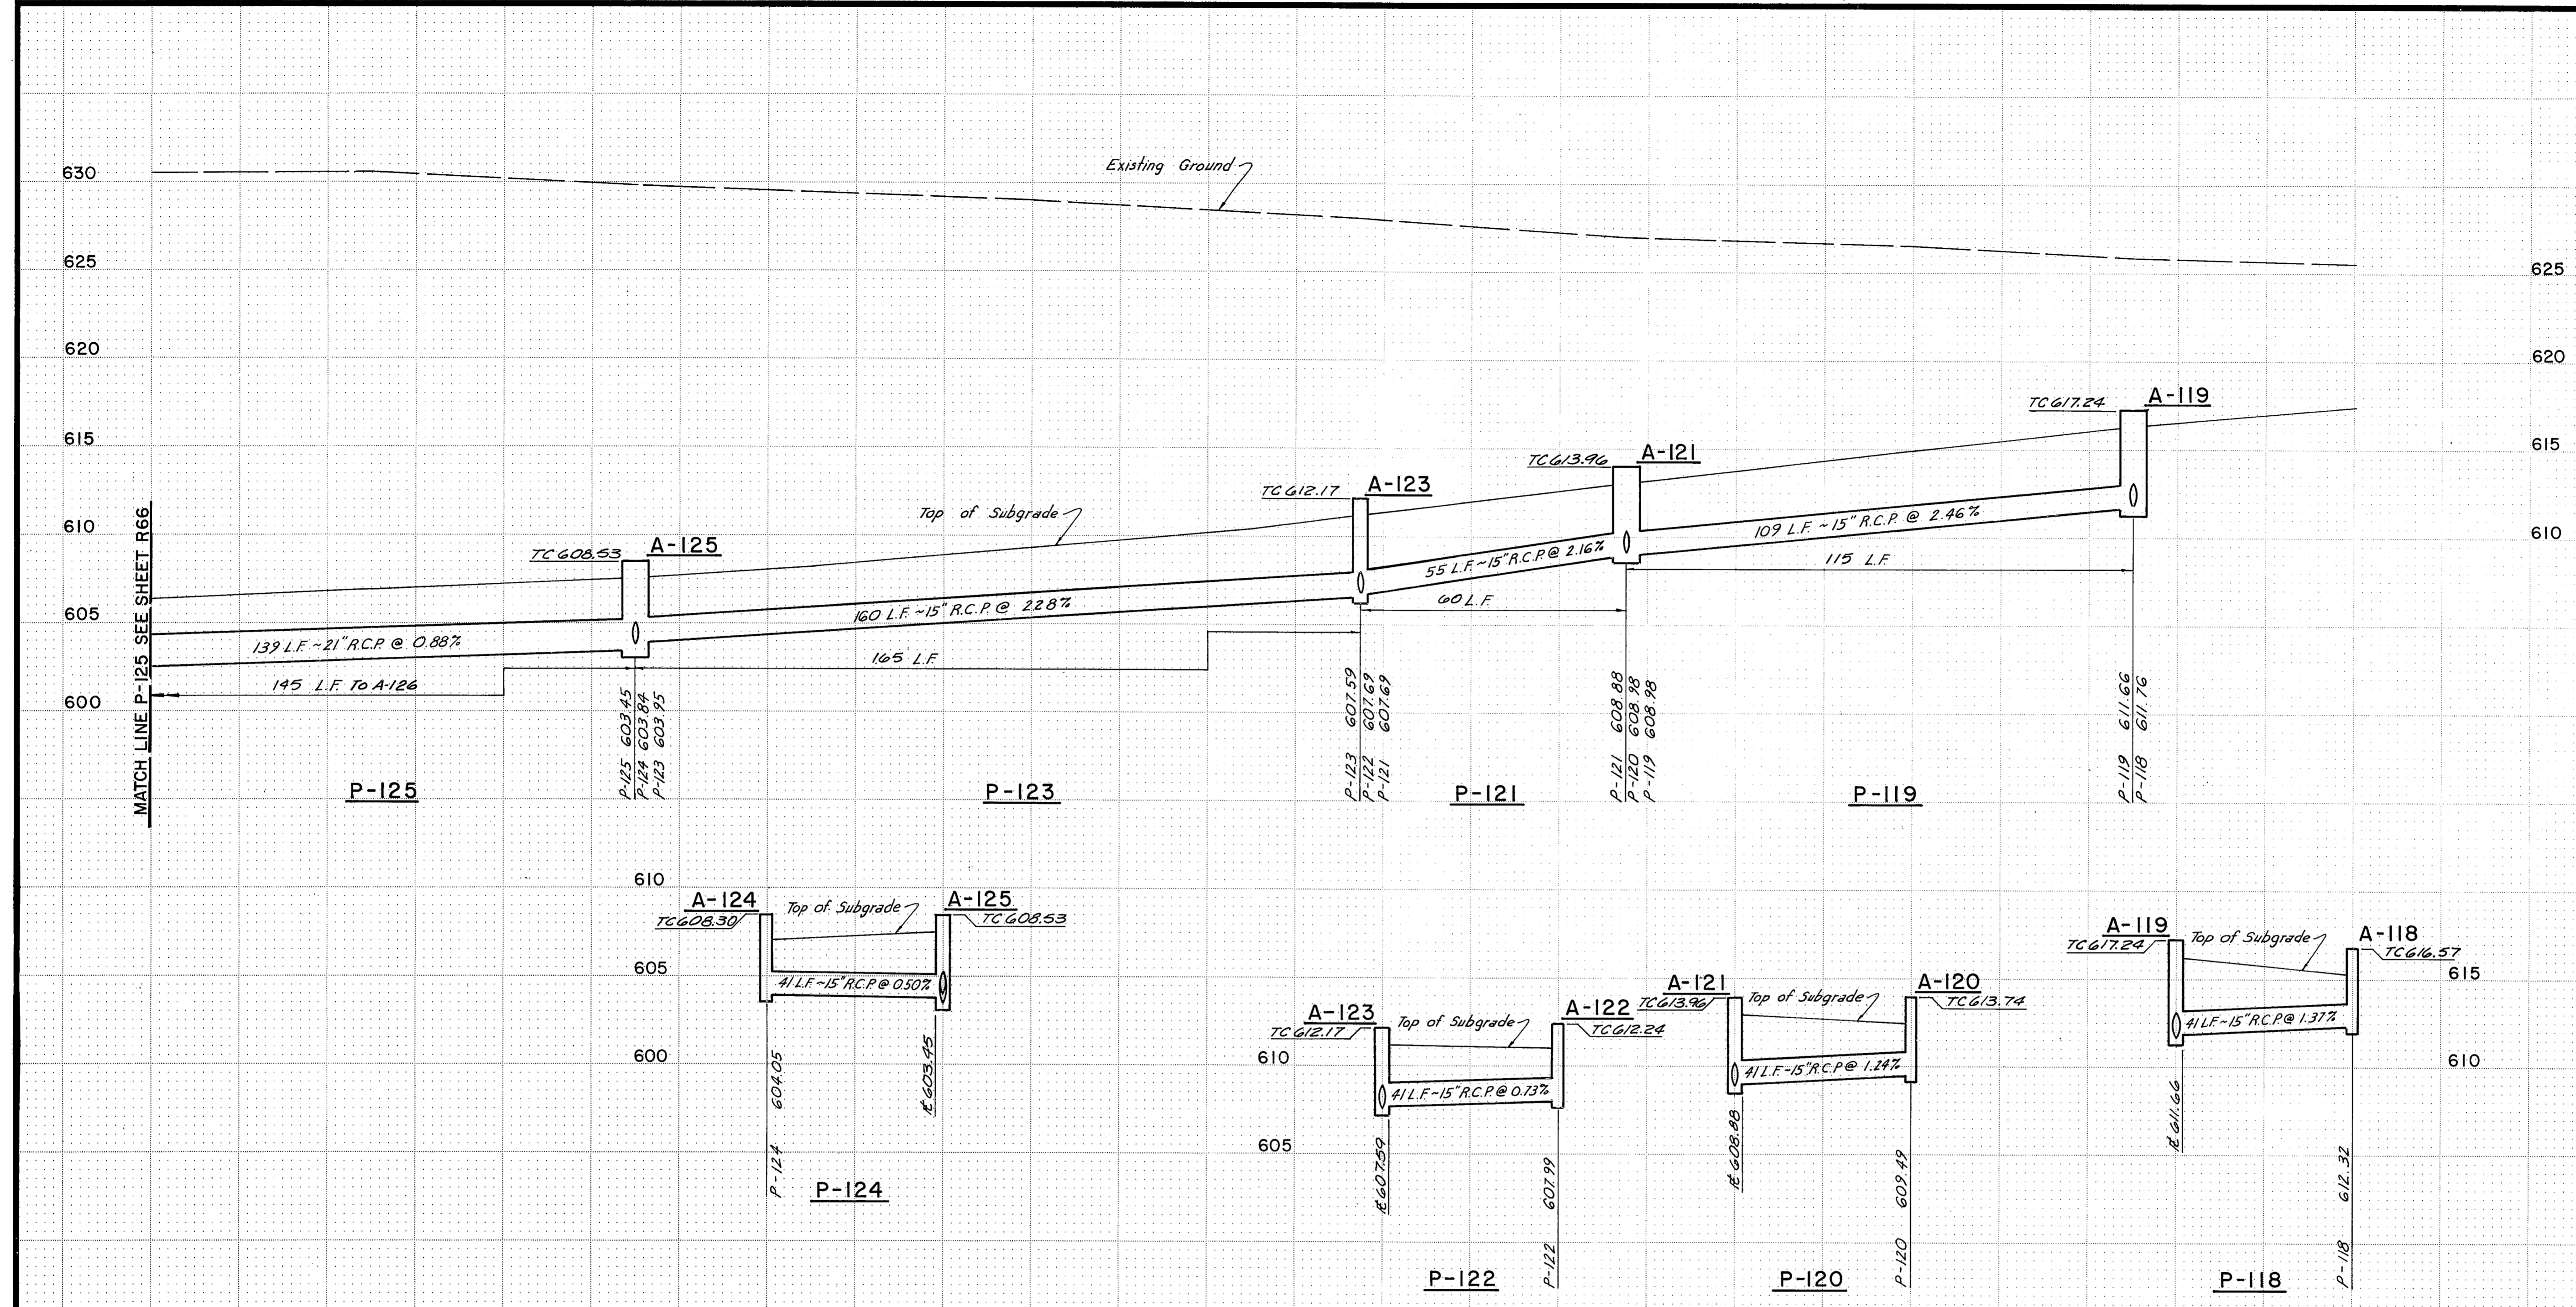 Existing Ground
630
625
625
620
620
TC 617.24
A-119
615
615
TC 613.96
A-121
TC 612.17
A-123
610
Top of Subgrade
610
TC 608.53
A-125
109 L.F. ~ 15" R.C.P. @ 2.46%
55 L.F. ~ 15" R.C.P. @ 2.16%
115 L.F.
605
160 L.F. ~ 15" R.C.P. @ 2.28%
60 L.F.
139 L.F. ~ 21" R.C.P. @ 0.88%
165 L.F.
145 L.F. To A-126
600
MATCH LINE P-125 SEE SHEET R66
P-125 603.45
P-124 603.84
P-123 603.95
P-123 607.59
P-122 607.69
P-121 607.69
P-121 608.88
P-120 608.98
P-119 608.98
P-119 611.66
P-118 611.76
P-125
P-123
P-121
P-119
610
A-124
TC 608.30
Top of Subgrade
A-125
TC 608.53
605
41 L.F. ~ 15" R.C.P. @ 0.50%
600
P-124 604.05
℄ 603.45
P-124
A-123
TC 612.17
Top of Subgrade
A-122
TC 612.24
610
41 L.F. ~ 15" R.C.P. @ 0.73%
605
℄ 607.59
P-122 607.99
P-122
A-121
TC 613.96
Top of Subgrade
A-120
TC 613.74
41 L.F. ~ 15" R.C.P. @ 1.24%
℄ 608.88
P-120 609.49
P-120
A-119
TC 617.24
Top of Subgrade
A-118
TC 616.57
615
41 L.F. ~ 15" R.C.P. @ 1.37%
610
℄ 611.66
P-118 612.32
P-118